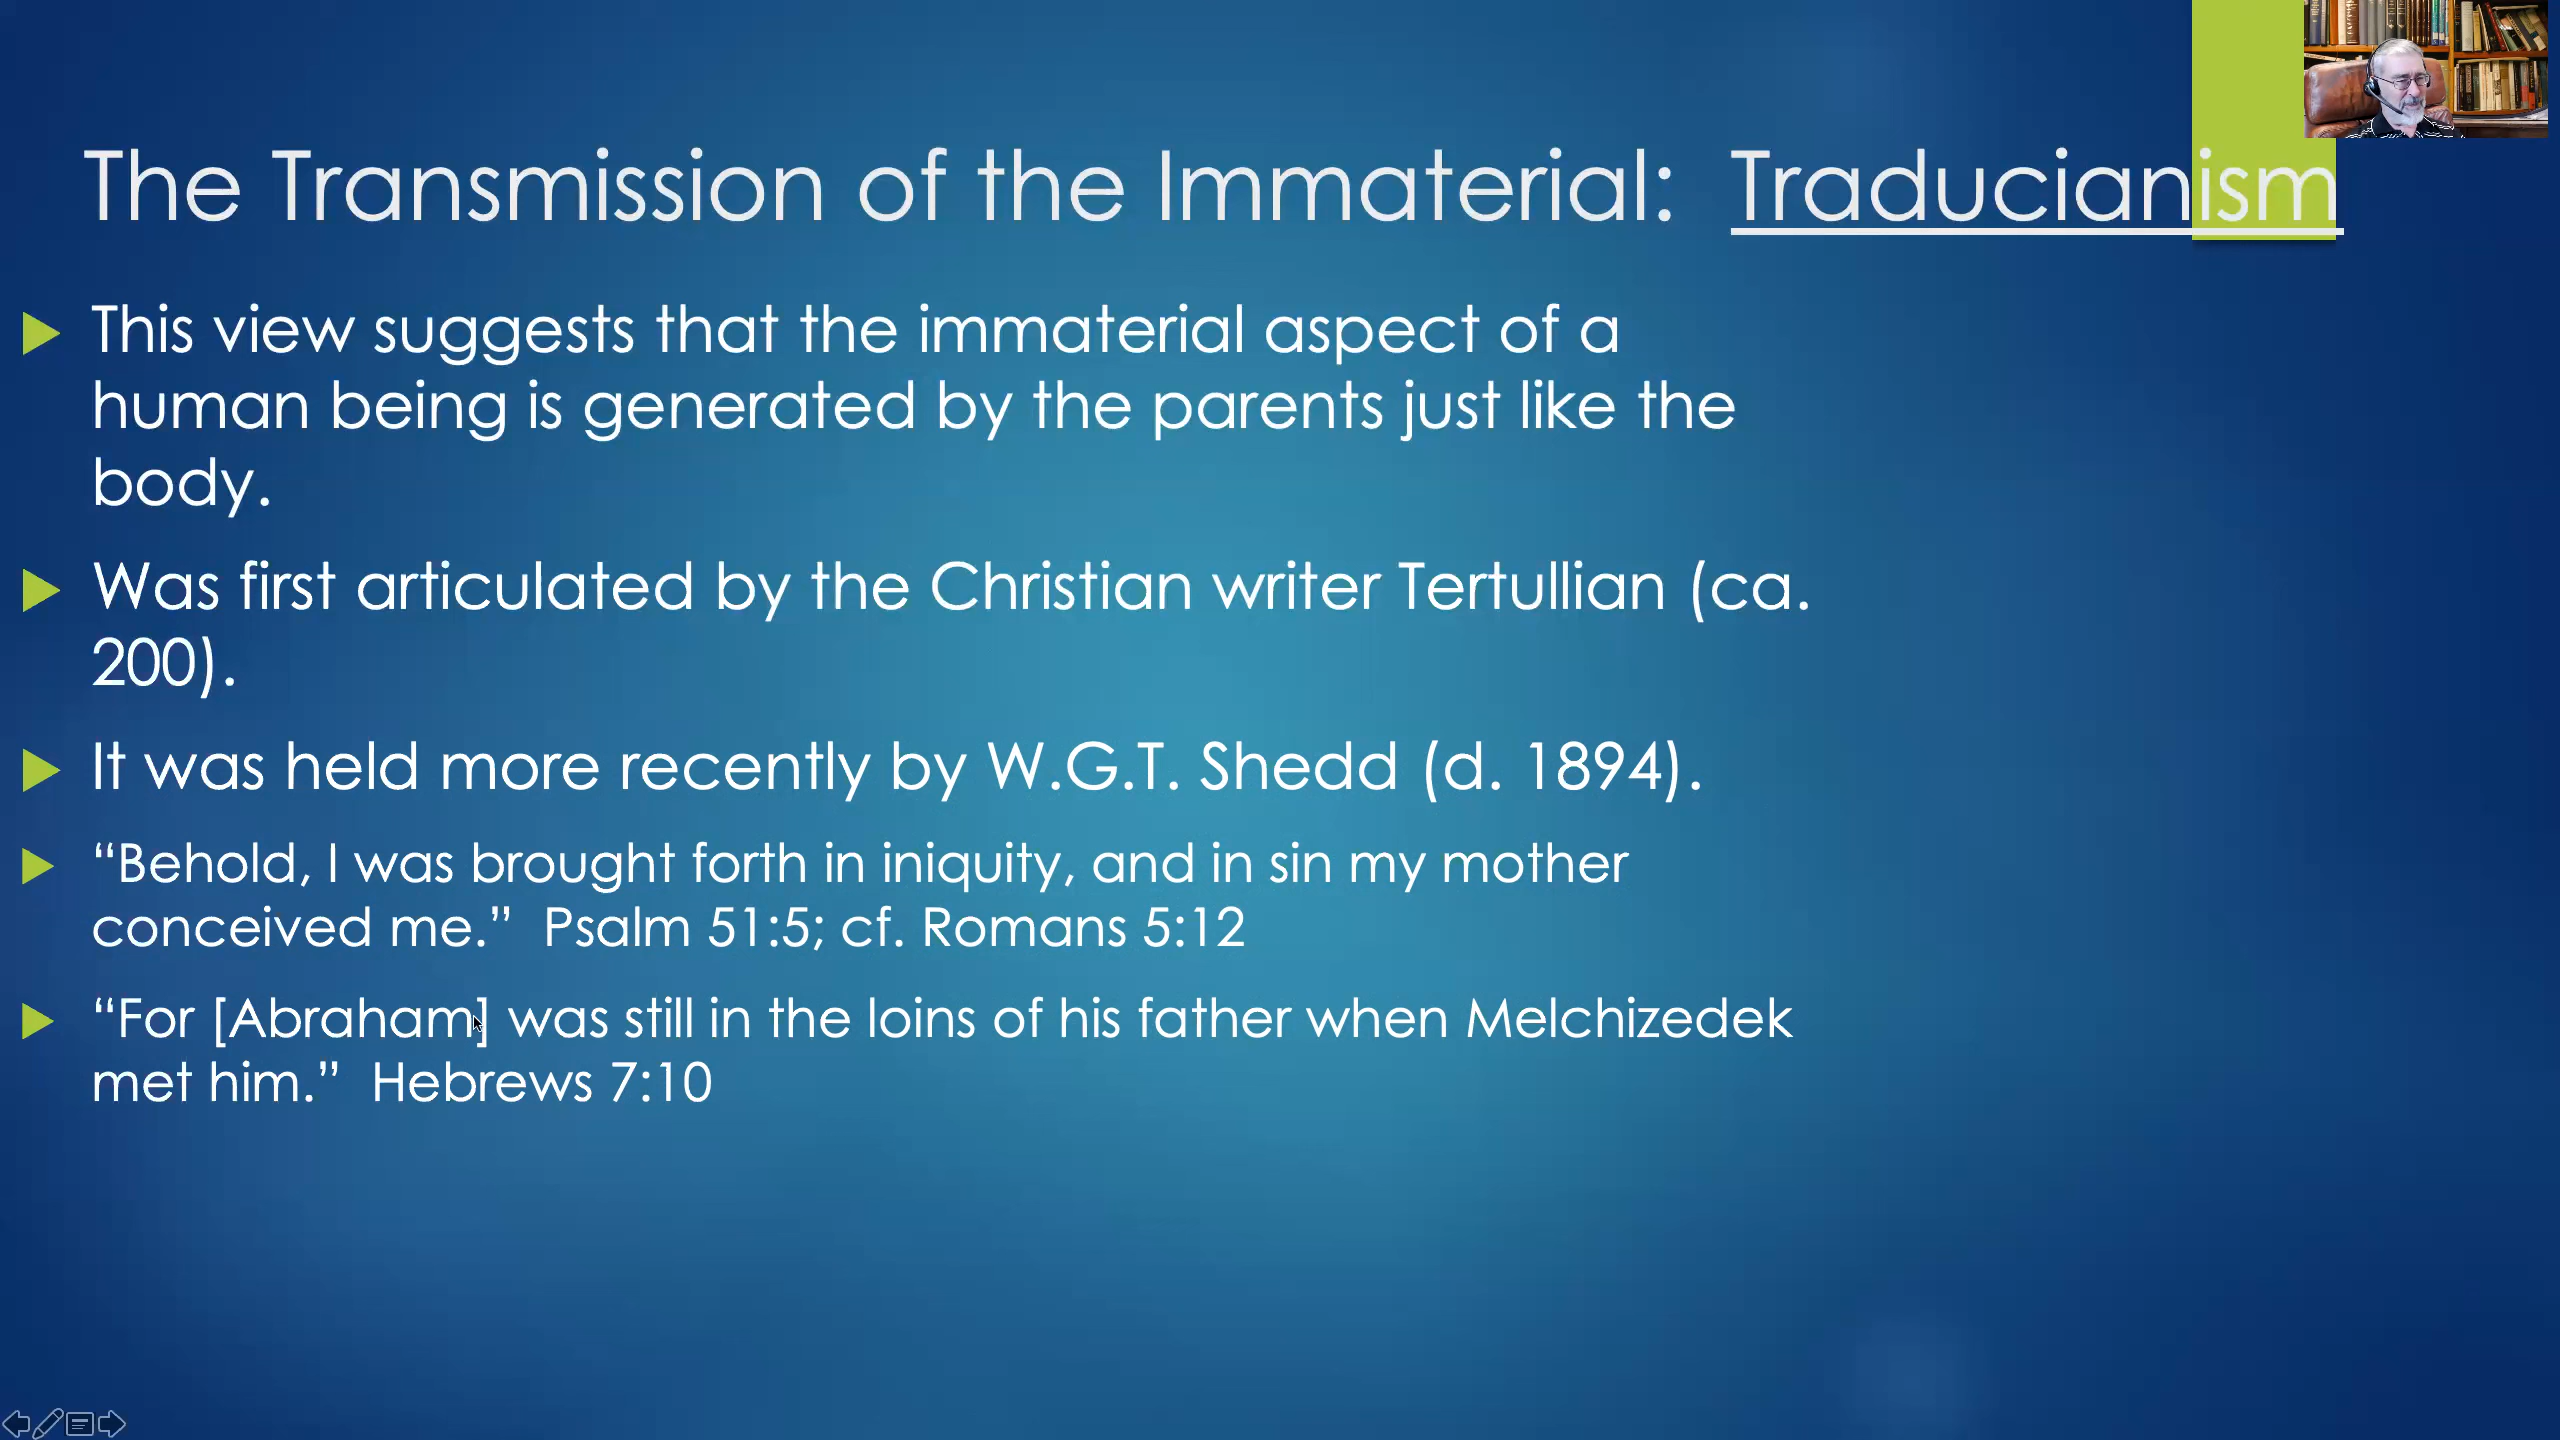 The Transmission of the Immaterial: Traducianism
This view suggests that the immaterial aspect of a
human being is generated by the parents just like the
body.
Was first articulated by the Christian writer Tertullian (ca.
200).
It was held more recently by W.G.T. Shedd (d. 1894).
“Behold, I was brought forth in iniquity, and in sin my mother
conceived me.” Psalm 51:5; cf. Romans 5:12
“For [Abraham] was still in the loins of his father when Melchizedek
met him.” Hebrews 7:10